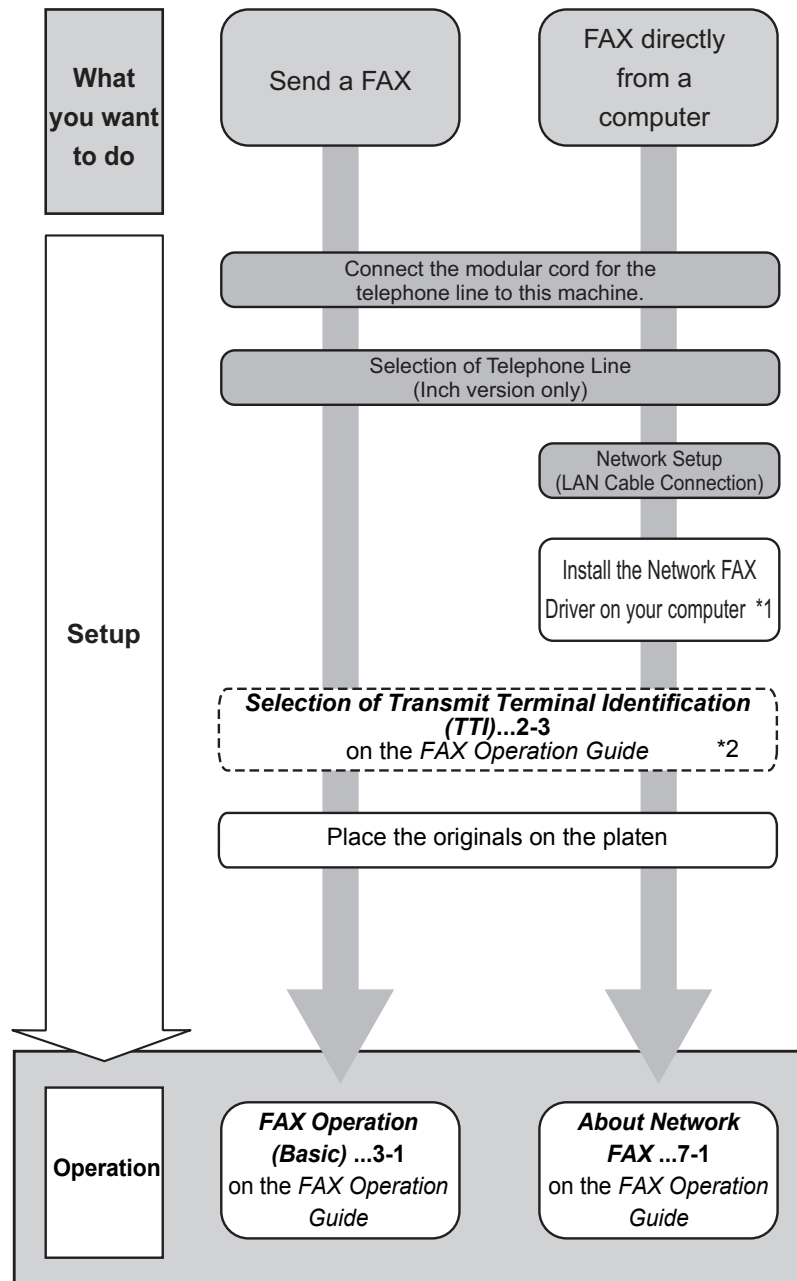 What
you want
to do
Send a FAX
FAX directly
from a
computer
Setup
Connect the modular cord for the
telephone line to this machine.
Selection of Telephone Line
(Inch version only)
Network Setup
(LAN Cable Connection)
Install the Network FAX
Driver on your computer *1
Selection of Transmit Terminal Identification
(TTI)...2-3
on the FAX Operation Guide *2
Place the originals on the platen
Operation
FAX Operation
(Basic) ...3-1
on the FAX Operation
Guide
About Network
FAX ...7-1
on the FAX Operation
Guide